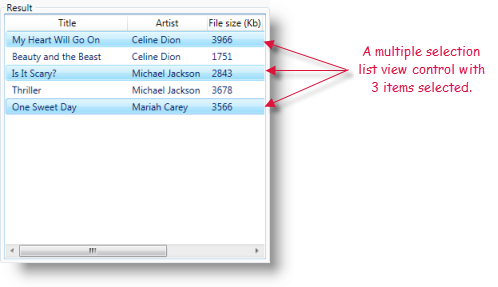 Result
Title Artist File size (Kb)
My Heart Will Go On Celine Dion 3966
Beauty and the Beast Celine Dion 1751
Is It Scary? Michael Jackson 2843
Thriller Michael Jackson 3678
One Sweet Day Mariah Carey 3566
A multiple selection
list view control with
3 items selected.